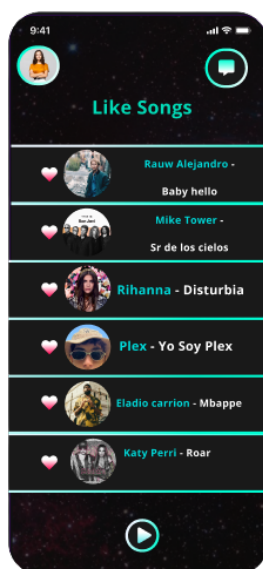 9:41
Like Songs
Rauw Alejandro -
Baby hello
Mike Tower -
Sr de los cielos
Rihanna - Disturbia
Plex - Yo Soy Plex
Eladio carrion - Mbappe
Katy Perri - Roar